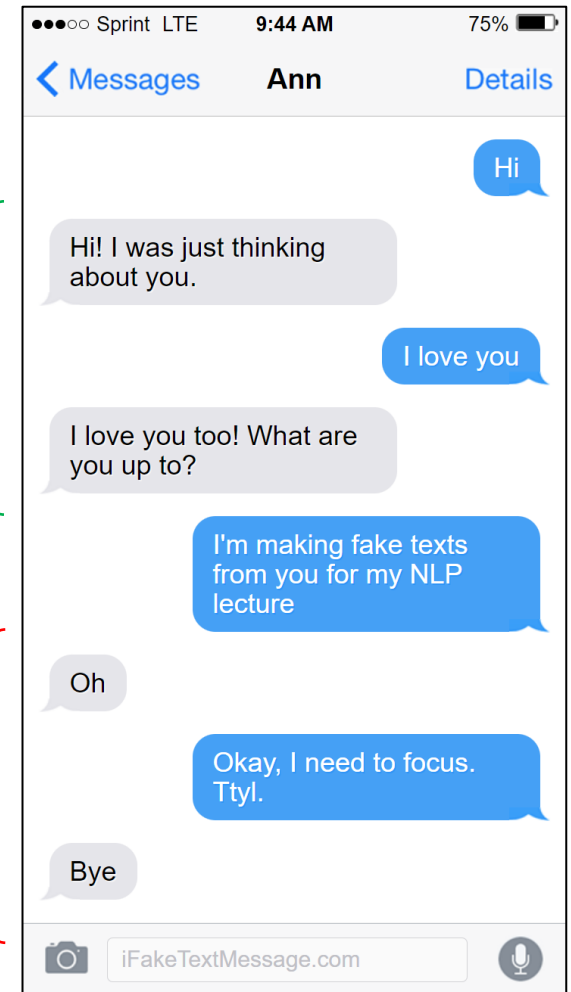 Sprint LTE 9:44 AM 75%
Messages Ann Details
Hi
Hi! I was just thinking
about you.
I love you
I love you too! What are
you up to?
I'm making fake texts
from you for my NLP
lecture
Oh
Okay, I need to focus.
Ttyl.
Bye
iFakeTextMessage.com